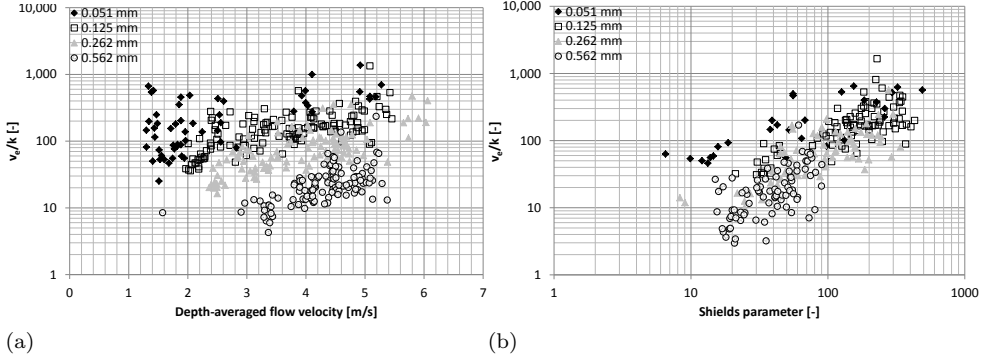 10,000
1,000
100
10
1
vₑ/k [-]
0.051 mm
0.125 mm
0.262 mm
0.562 mm
0 1 2 3 4 5 6 7
Depth-averaged flow velocity [m/s]
(a)
10,000
1,000
100
10
1
vₑ/k [-]
0.051 mm
0.125 mm
0.262 mm
0.562 mm
1 10 100 1000
Shields parameter [-]
(b)